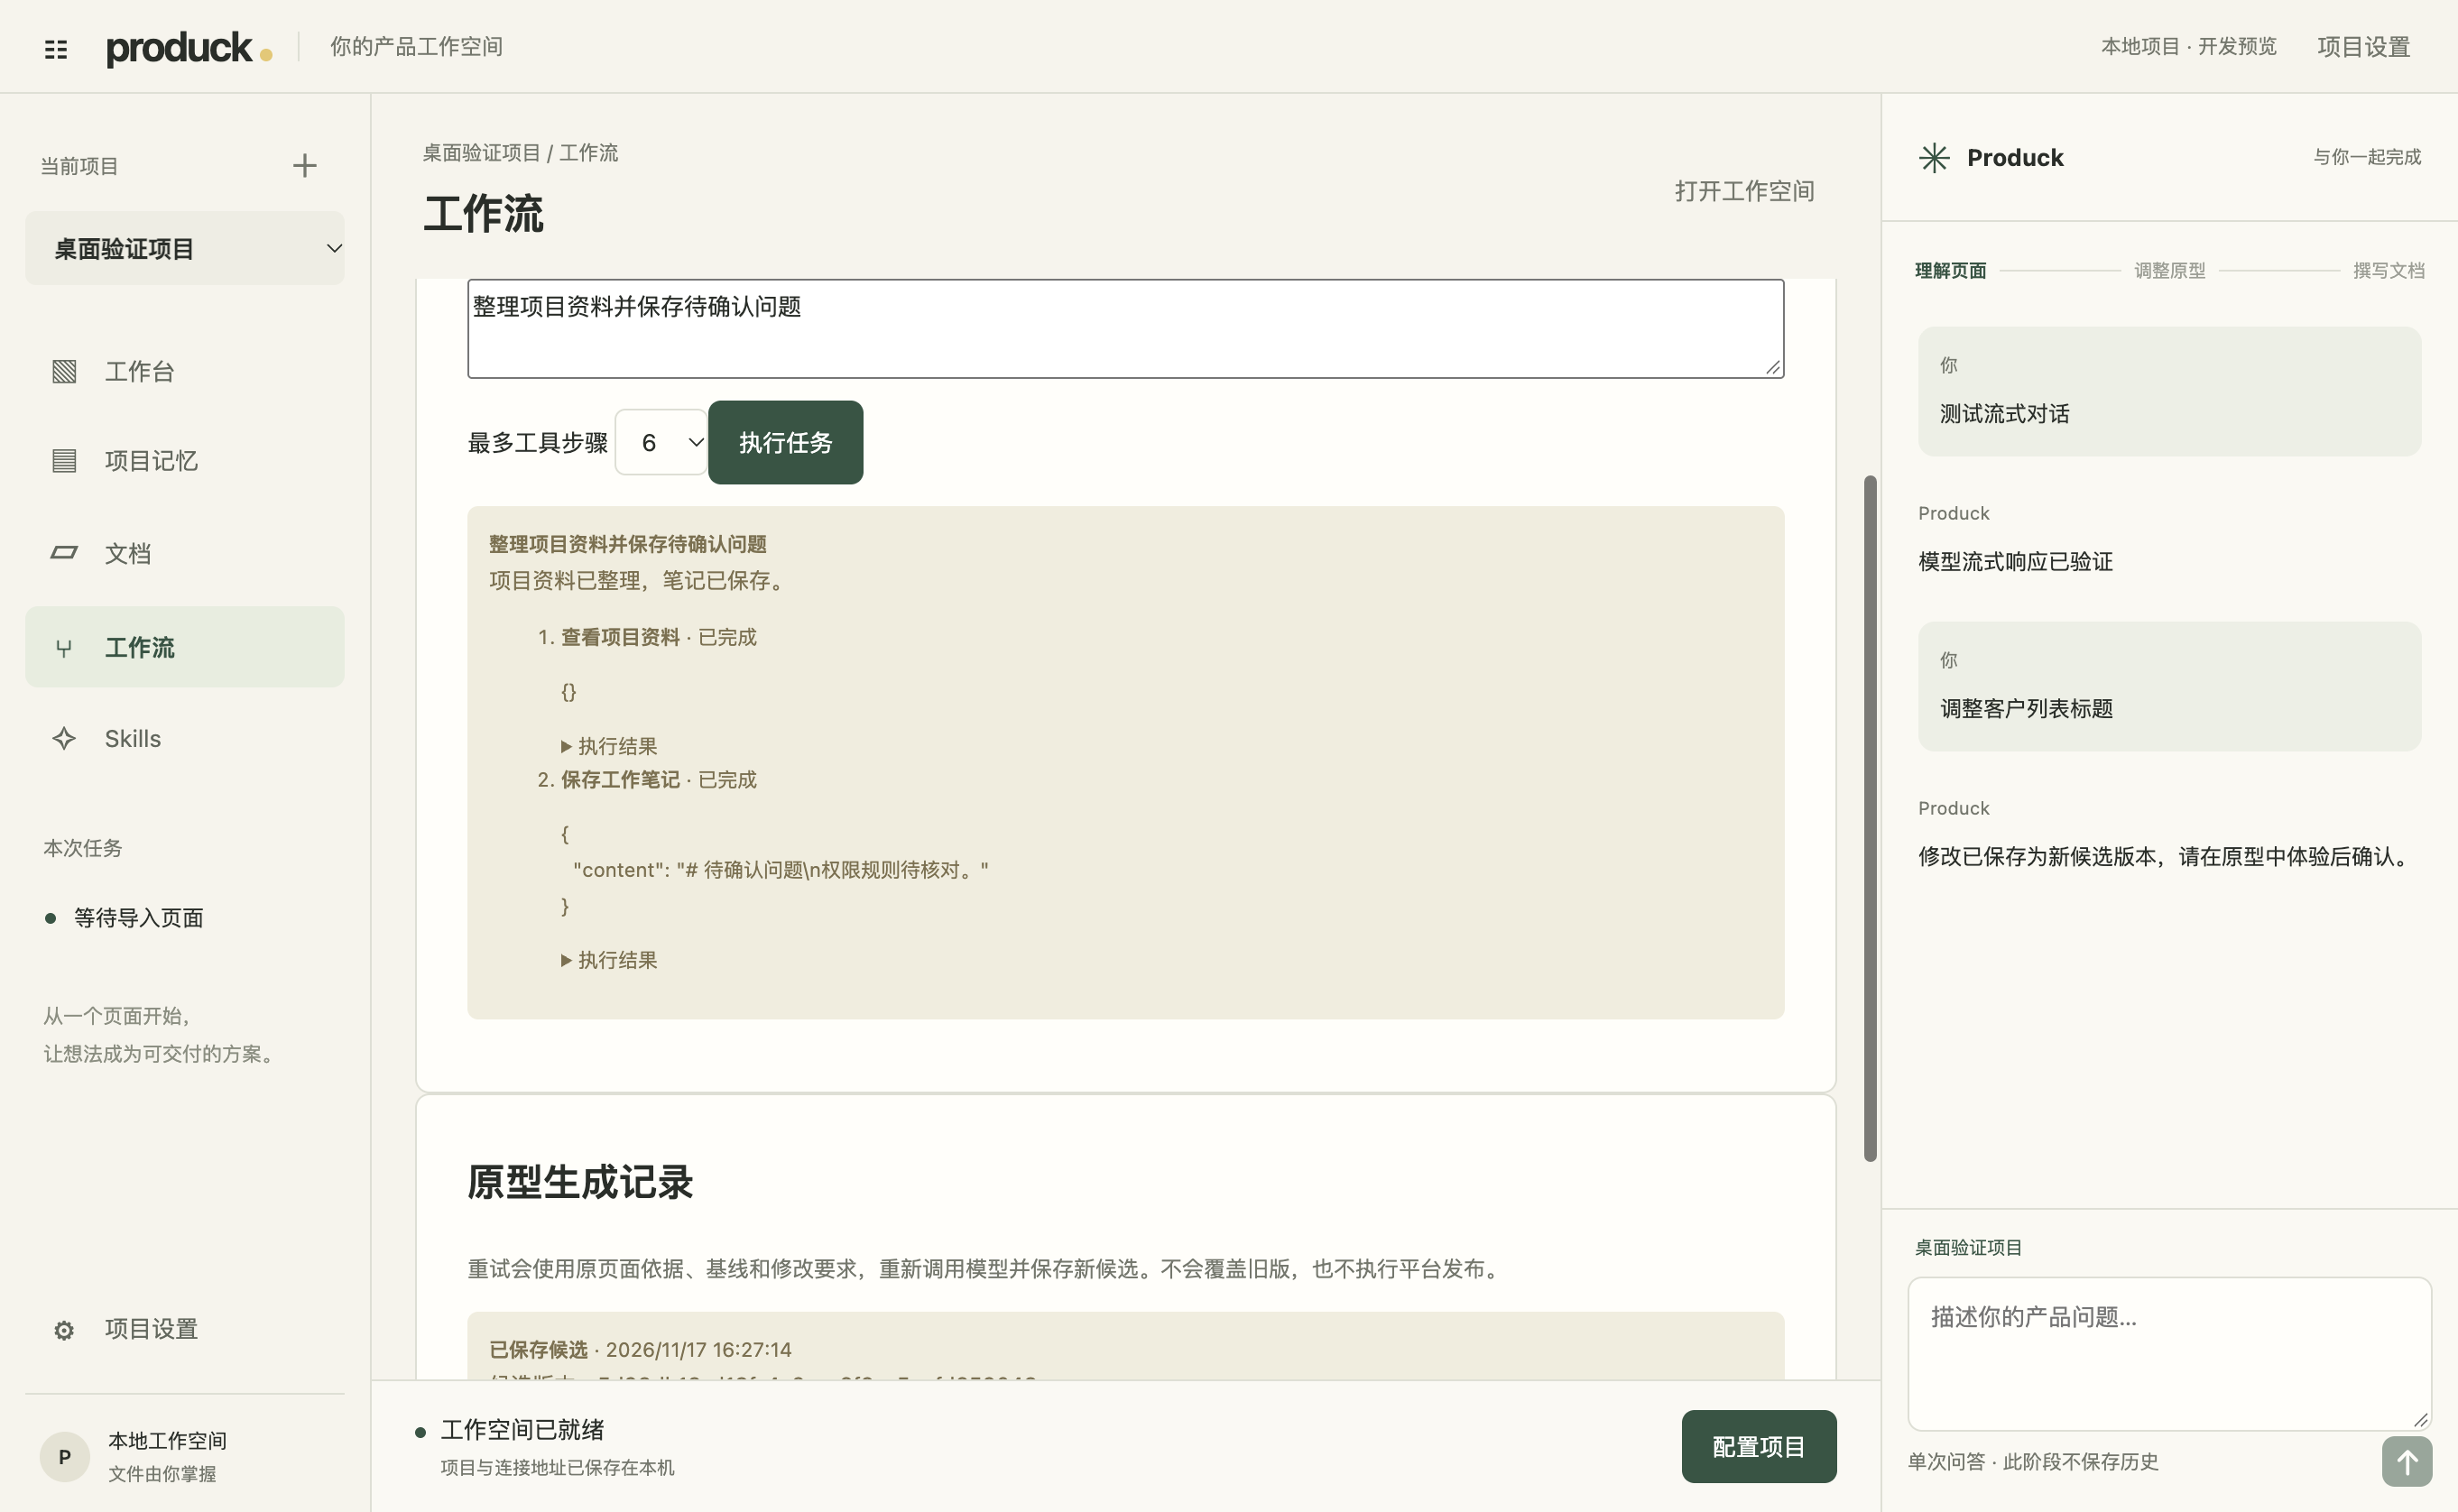 produck
你的产品工作空间
本地项目 · 开发预览
项目设置
当前项目
桌面验证项目
工作台
项目记忆
文档
工作流
Skills
本次任务
等待导入页面
从一个页面开始，
让想法成为可交付的方案。
项目设置
P
本地工作空间
文件由你掌握
桌面验证项目 / 工作流
工作流
打开工作空间
整理项目资料并保存待确认问题
最多工具步骤
6
执行任务
整理项目资料并保存待确认问题
项目资料已整理，笔记已保存。
1. 查看项目资料 · 已完成
{}
执行结果
2. 保存工作笔记 · 已完成
{
"content": "# 待确认问题\n权限规则待核对。"
}
执行结果
原型生成记录
重试会使用原页面依据、基线和修改要求，重新调用模型并保存新候选。不会覆盖旧版，也不执行平台发布。
已保存候选 · 2026/11/17 16:27:14
工作空间已就绪
项目与连接地址已保存在本机
配置项目
Produck
与你一起完成
理解页面
调整原型
撰写文档
你
测试流式对话
Produck
模型流式响应已验证
你
调整客户列表标题
Produck
修改已保存为新候选版本，请在原型中体验后确认。
桌面验证项目
描述你的产品问题...
单次问答 · 此阶段不保存历史